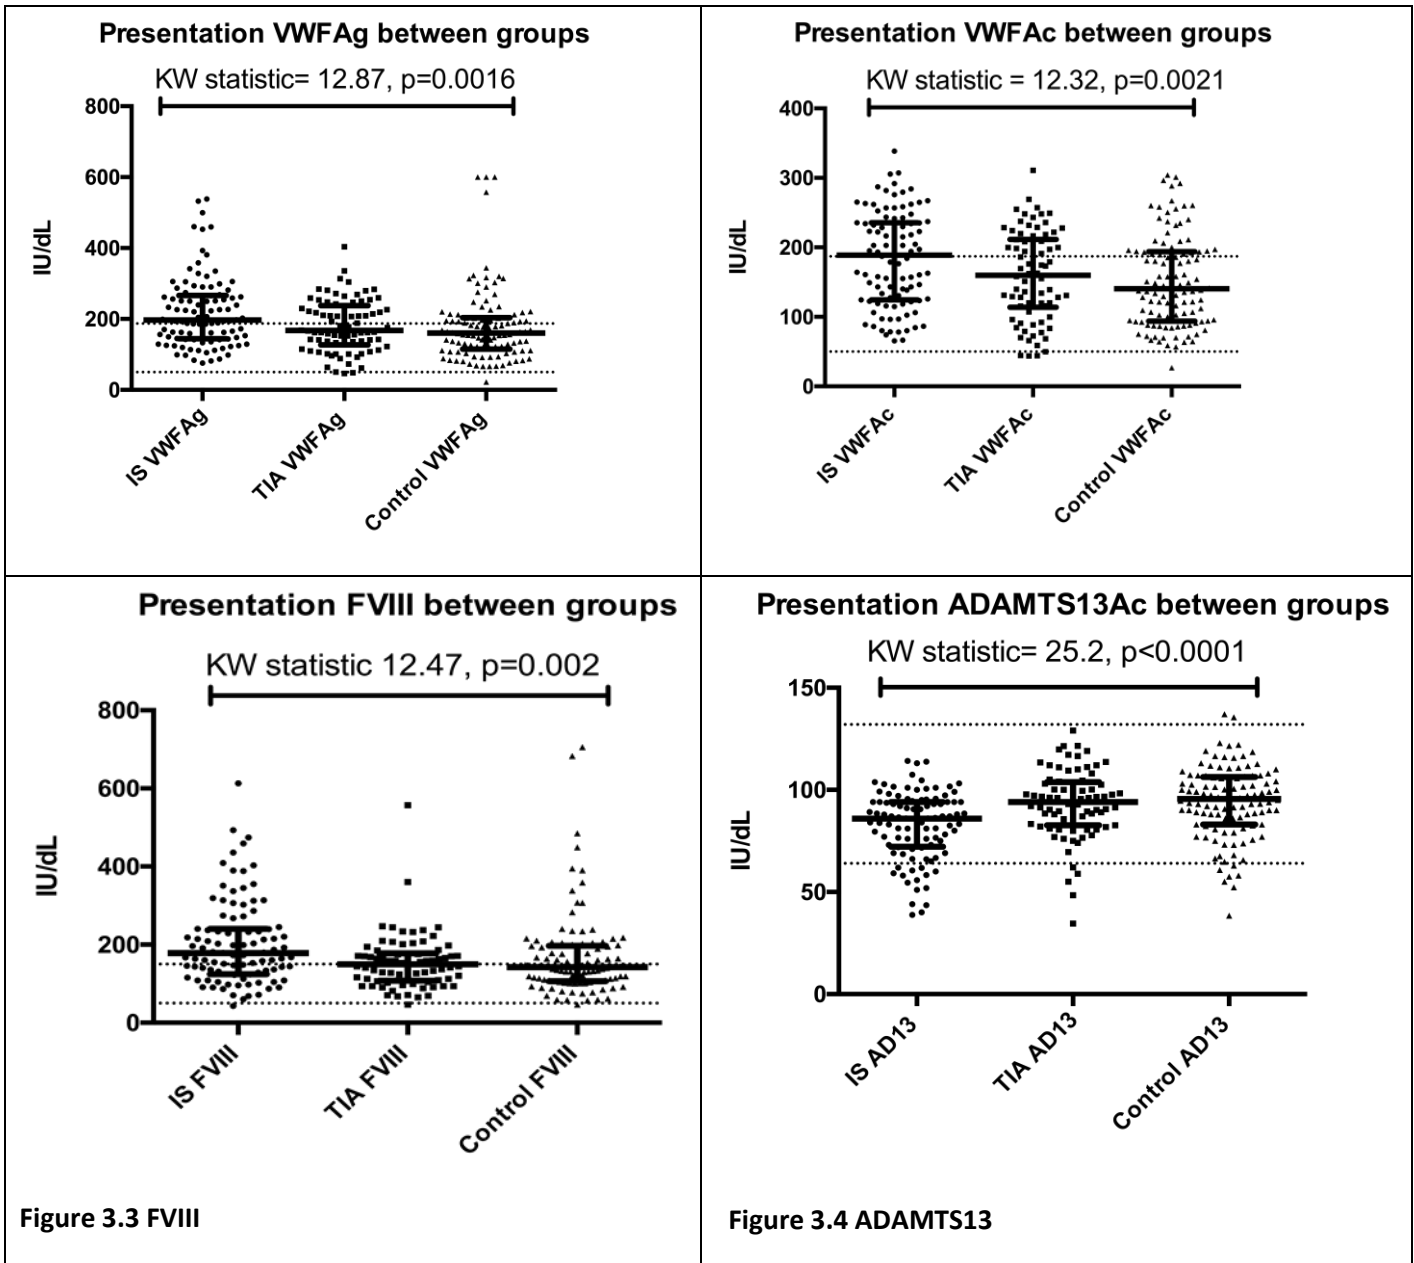 Presentation VWFAg between groups
KW statistic= 12.87, p=0.0016
800
600
400
200
0
IU/dL
IS VWFAg
TIA VWFAg
Control VWFAg
Presentation VWFAc between groups
KW statistic = 12.32, p=0.0021
400
300
200
100
0
IU/dL
IS VWFAc
TIA VWFAc
Control VWFAc
Presentation FVIII between groups
KW statistic 12.47, p=0.002
800
600
400
200
0
IU/dL
IS FVIII
TIA FVIII
Control FVIII
Figure 3.3 FVIII
Presentation ADAMTS13Ac between groups
KW statistic= 25.2, p<0.0001
150
100
50
0
IU/dL
IS AD13
TIA AD13
Control AD13
Figure 3.4 ADAMTS13